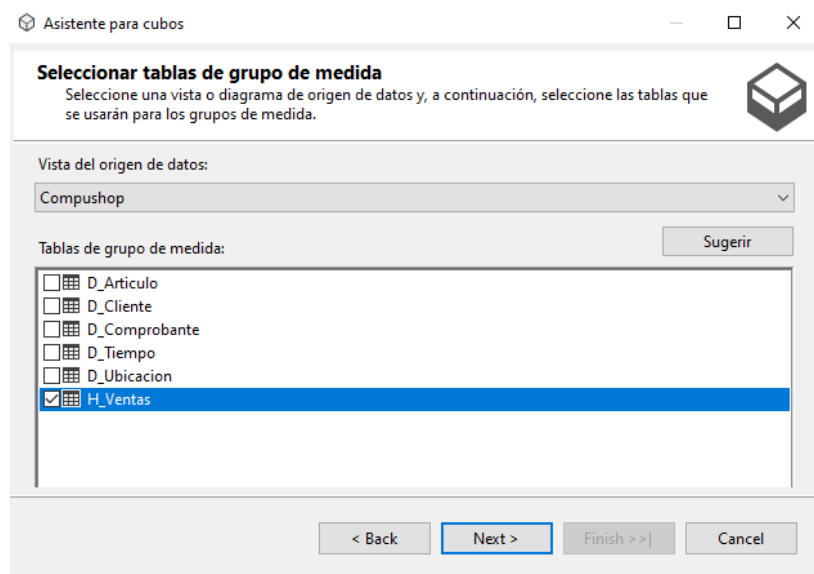 Asistente para cubos
Seleccionar tablas de grupo de medida
Seleccione una vista o diagrama de origen de datos y, a continuación, seleccione las tablas que
se usarán para los grupos de medida.
Vista del origen de datos:
Compushop
Tablas de grupo de medida:
Sugerir
D_Articulo
D_Cliente
D_Comprobante
D_Tiempo
D_Ubicacion
H_Ventas
< Back
Next >
Finish >>|
Cancel